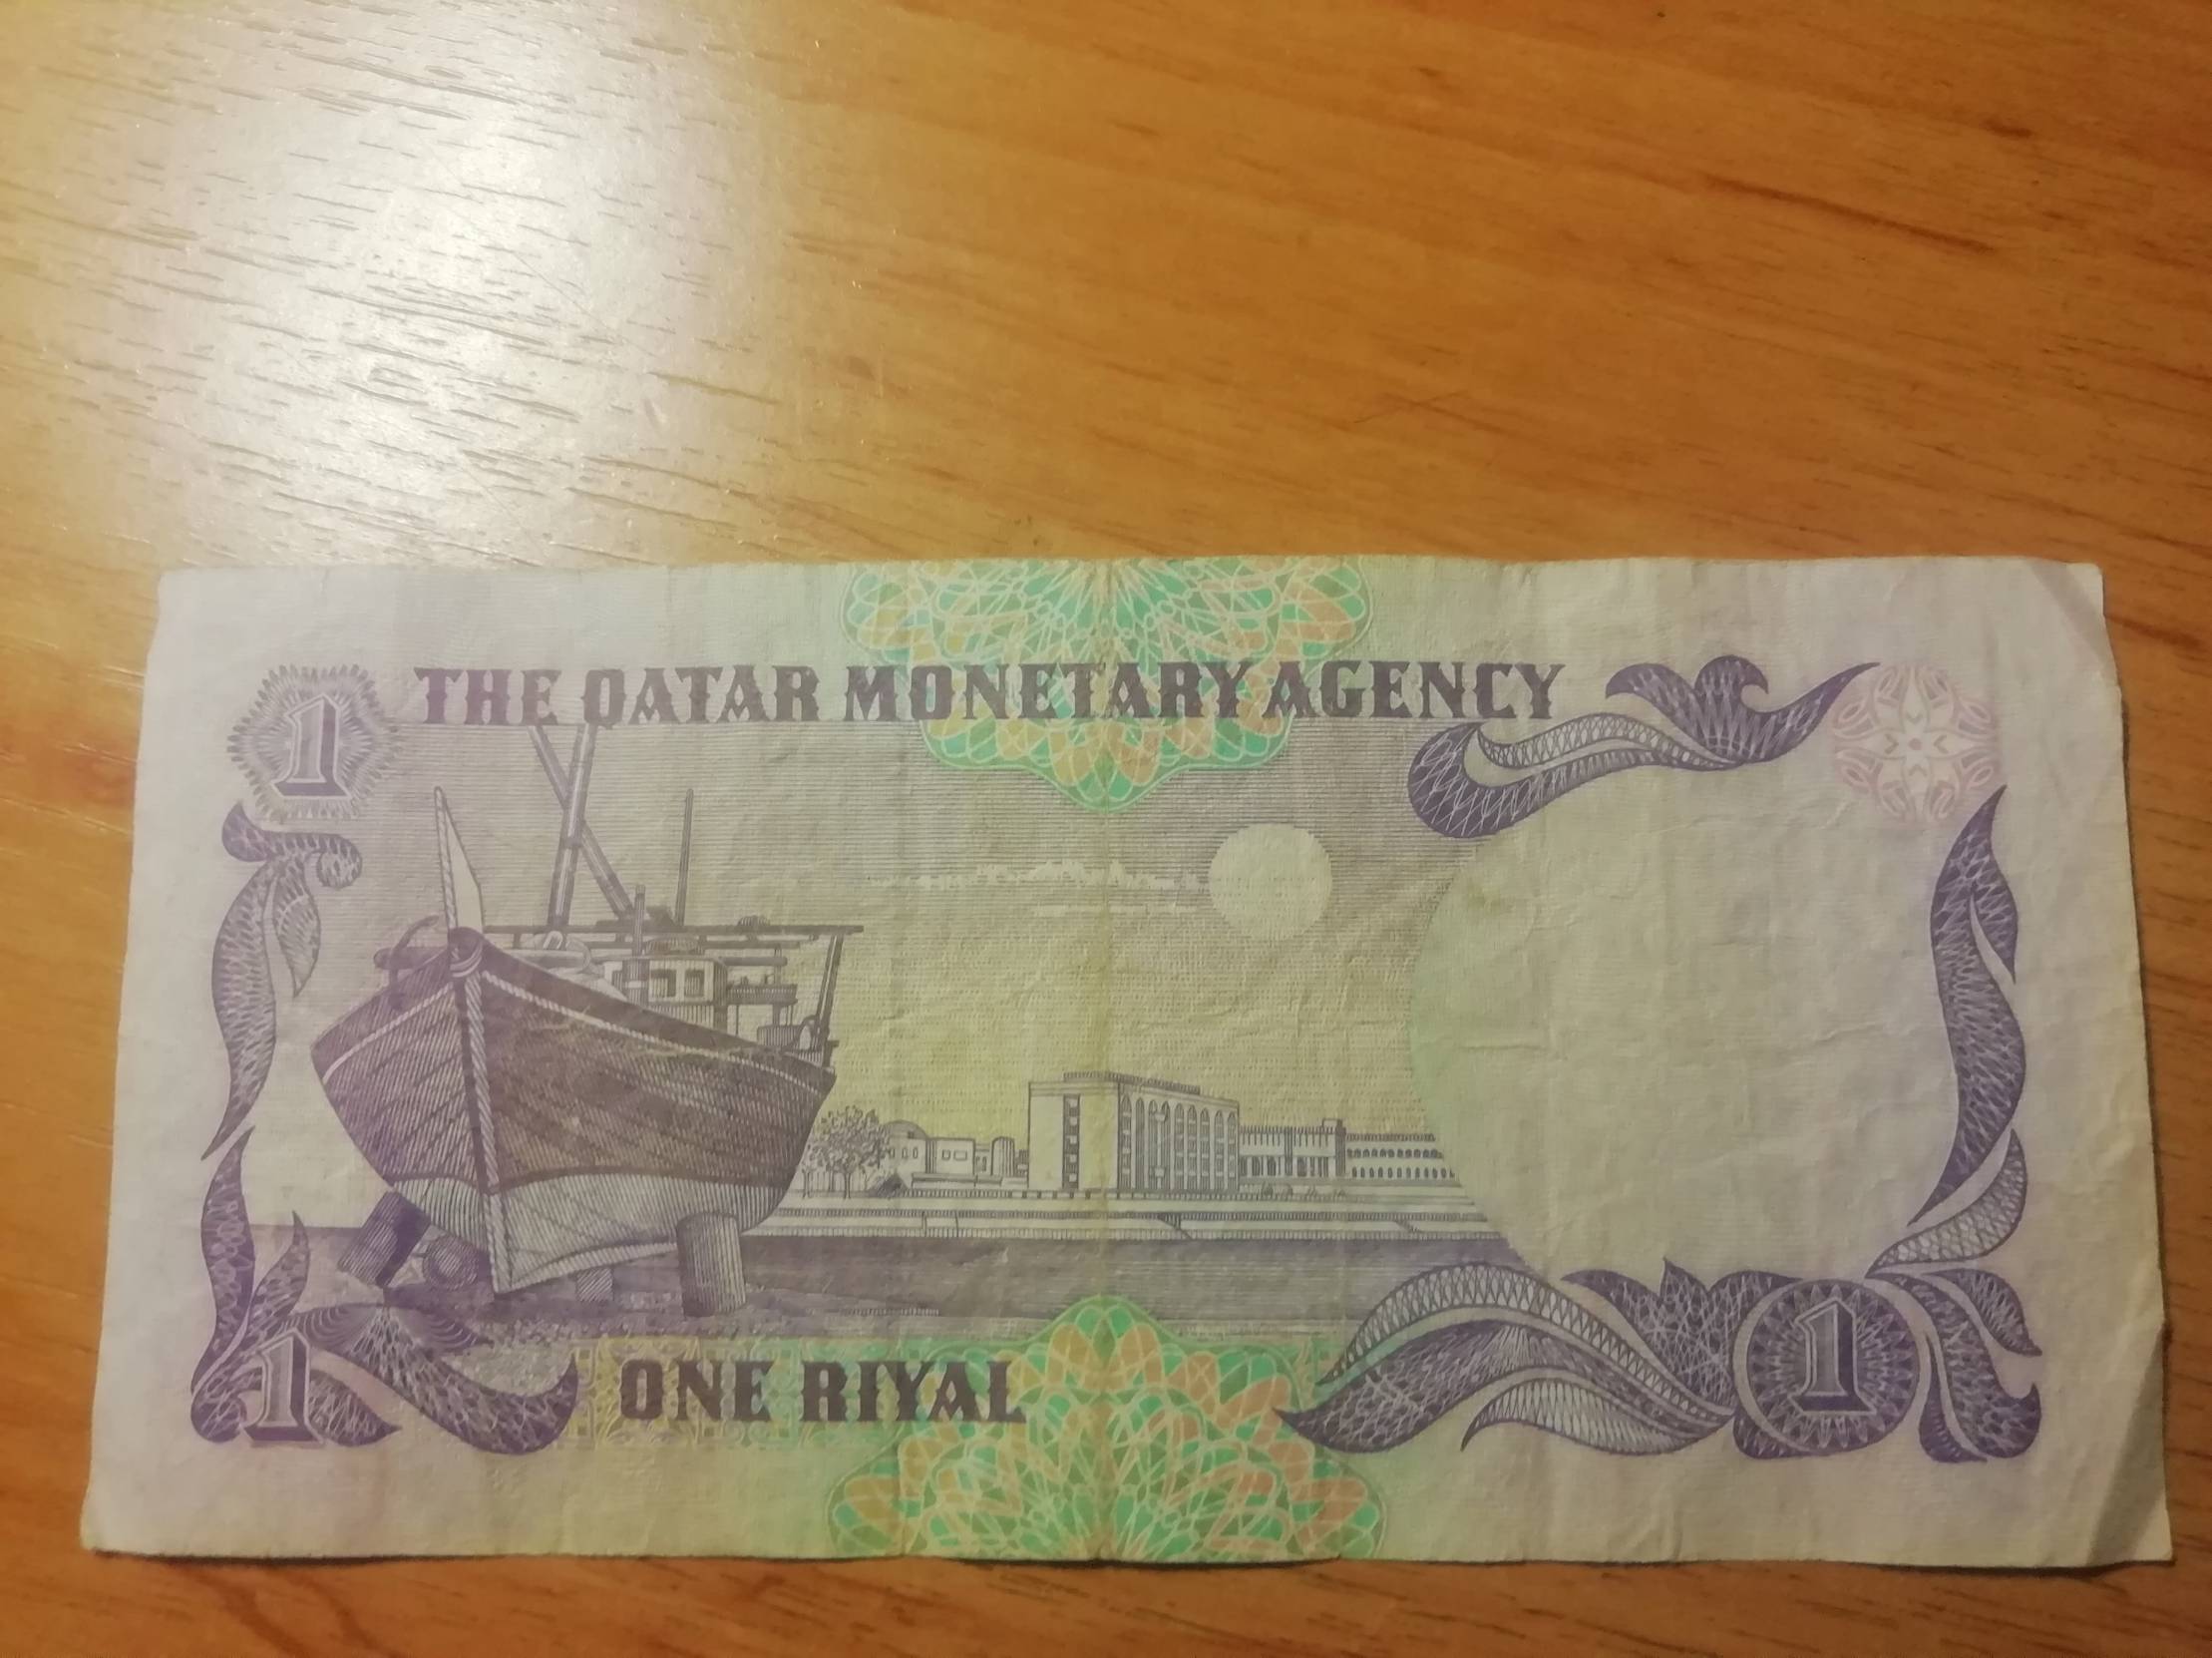 1 THE QATAR MONETARY AGENCY
1 ONE RIYAL 1